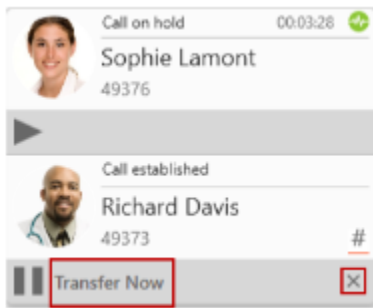 Call on hold 00:03:28
Sophie Lamont
49376
Call established
Richard Davis
49373 #
Transfer Now